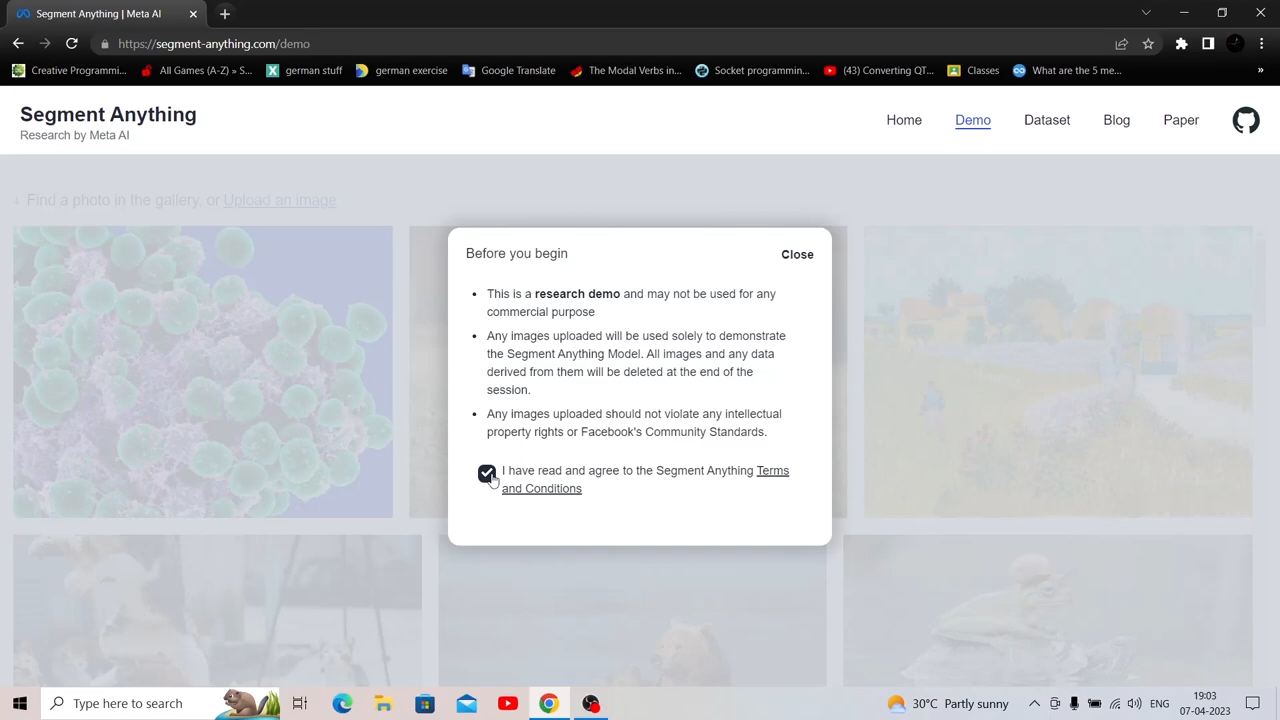 Segment Anything | Meta AI
https://segment-anything.com/demo
Creative Programmi...
All Games (A-Z) » S...
german stuff
german exercise
Google Translate
The Modal Verbs in...
Socket programmin...
(43) Converting QT...
Classes
What are the 5 me...
»
Segment Anything
Research by Meta AI
Home
Demo
Dataset
Blog
Paper
↓ Find a photo in the gallery, or Upload an image
Before you begin
Close
• This is a research demo and may not be used for any
commercial purpose
• Any images uploaded will be used solely to demonstrate
the Segment Anything Model. All images and any data
derived from them will be deleted at the end of the
session.
• Any images uploaded should not violate any intellectual
property rights or Facebook's Community Standards.
I have read and agree to the Segment Anything Terms
and Conditions
Type here to search
30°C Partly sunny
ENG
19:03
07-04-2023